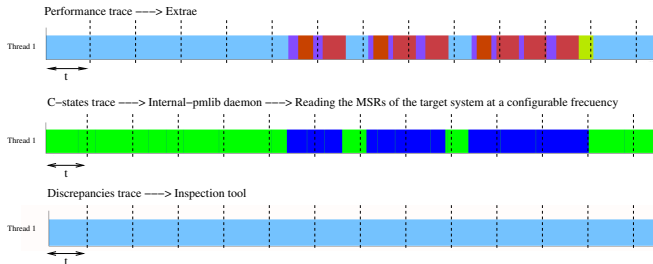 Performance trace −−−> Extrae
Thread 1
t
C−states trace −−−> Internal−pmlib daemon −−−> Reading the MSRs of the target system at a configurable frecuency
Thread 1
t
Discrepancies trace −−−> Inspection tool
Thread 1
t